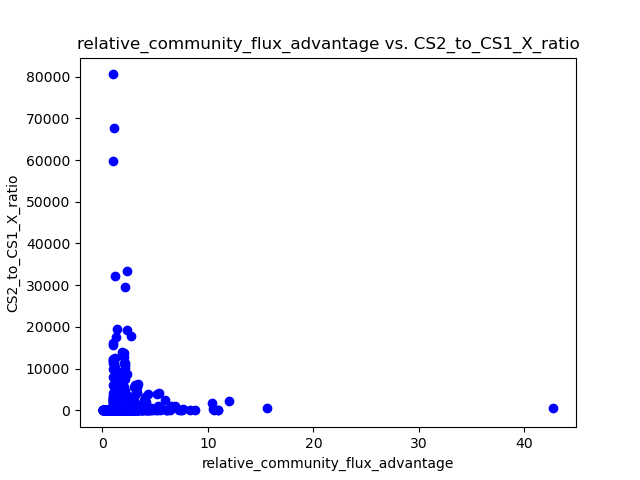 relative_community_flux_advantage vs. CS2_to_CS1_X_ratio
80000
70000
60000
50000
40000
30000
20000
10000
0
CS2_to_CS1_X_ratio
0 10 20 30 40
relative_community_flux_advantage